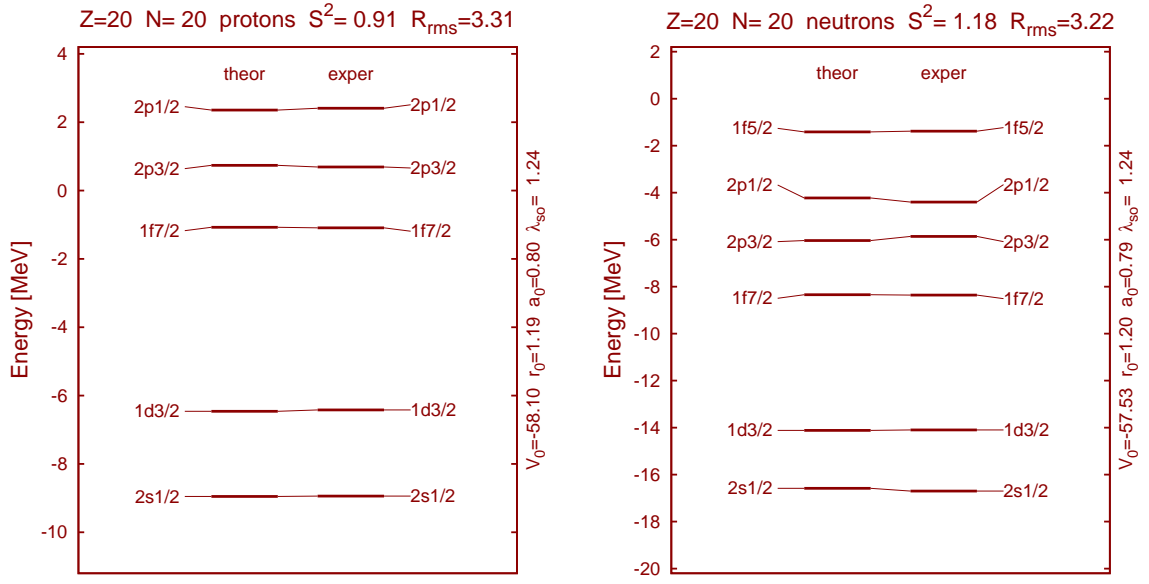 Z=20 N= 20 protons S²= 0.91 R_rms=3.31
theor exper
4
2
0
-2
-4
-6
-8
-10
Energy [MeV]
2p1/2 2p1/2
2p3/2 2p3/2
1f7/2 1f7/2
1d3/2 1d3/2
2s1/2 2s1/2
V₀=-58.10 r₀=1.19 a₀=0.80 λ_so= 1.24
Z=20 N= 20 neutrons S²= 1.18 R_rms=3.22
theor exper
2
0
-2
-4
-6
-8
-10
-12
-14
-16
-18
-20
Energy [MeV]
1f5/2 1f5/2
2p1/2 2p1/2
2p3/2 2p3/2
1f7/2 1f7/2
1d3/2 1d3/2
2s1/2 2s1/2
V₀=-57.53 r₀=1.20 a₀=0.79 λ_so= 1.24